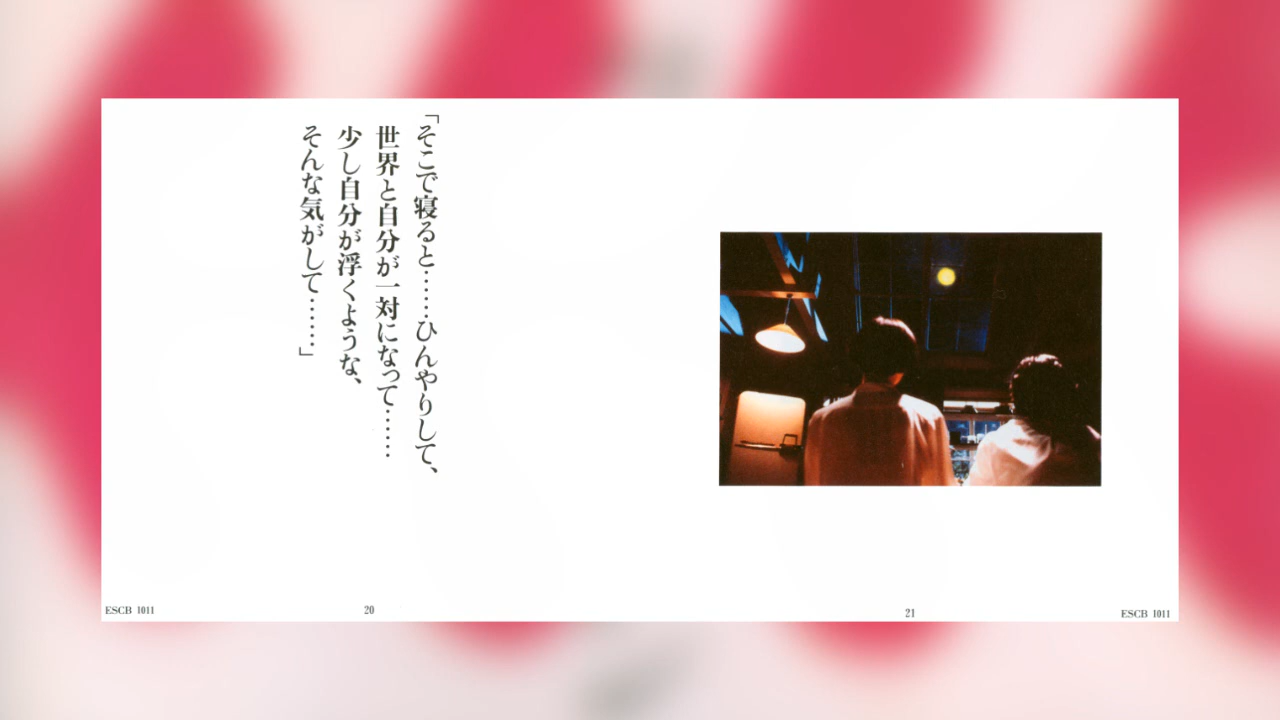 「そこで寝ると……ひんやりして、
世界と自分が一対になって……
少し自分が浮くような、
そんな気がして……」
ESCB 1011
20
21
ESCB 1011